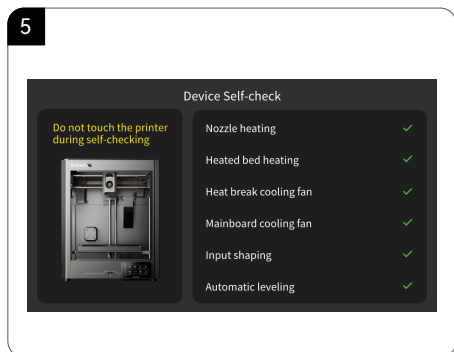 5
Device Self-check
Do not touch the printer
during self-checking
Nozzle heating
Heated bed heating
Heat break cooling fan
Mainboard cooling fan
Input shaping
Automatic leveling